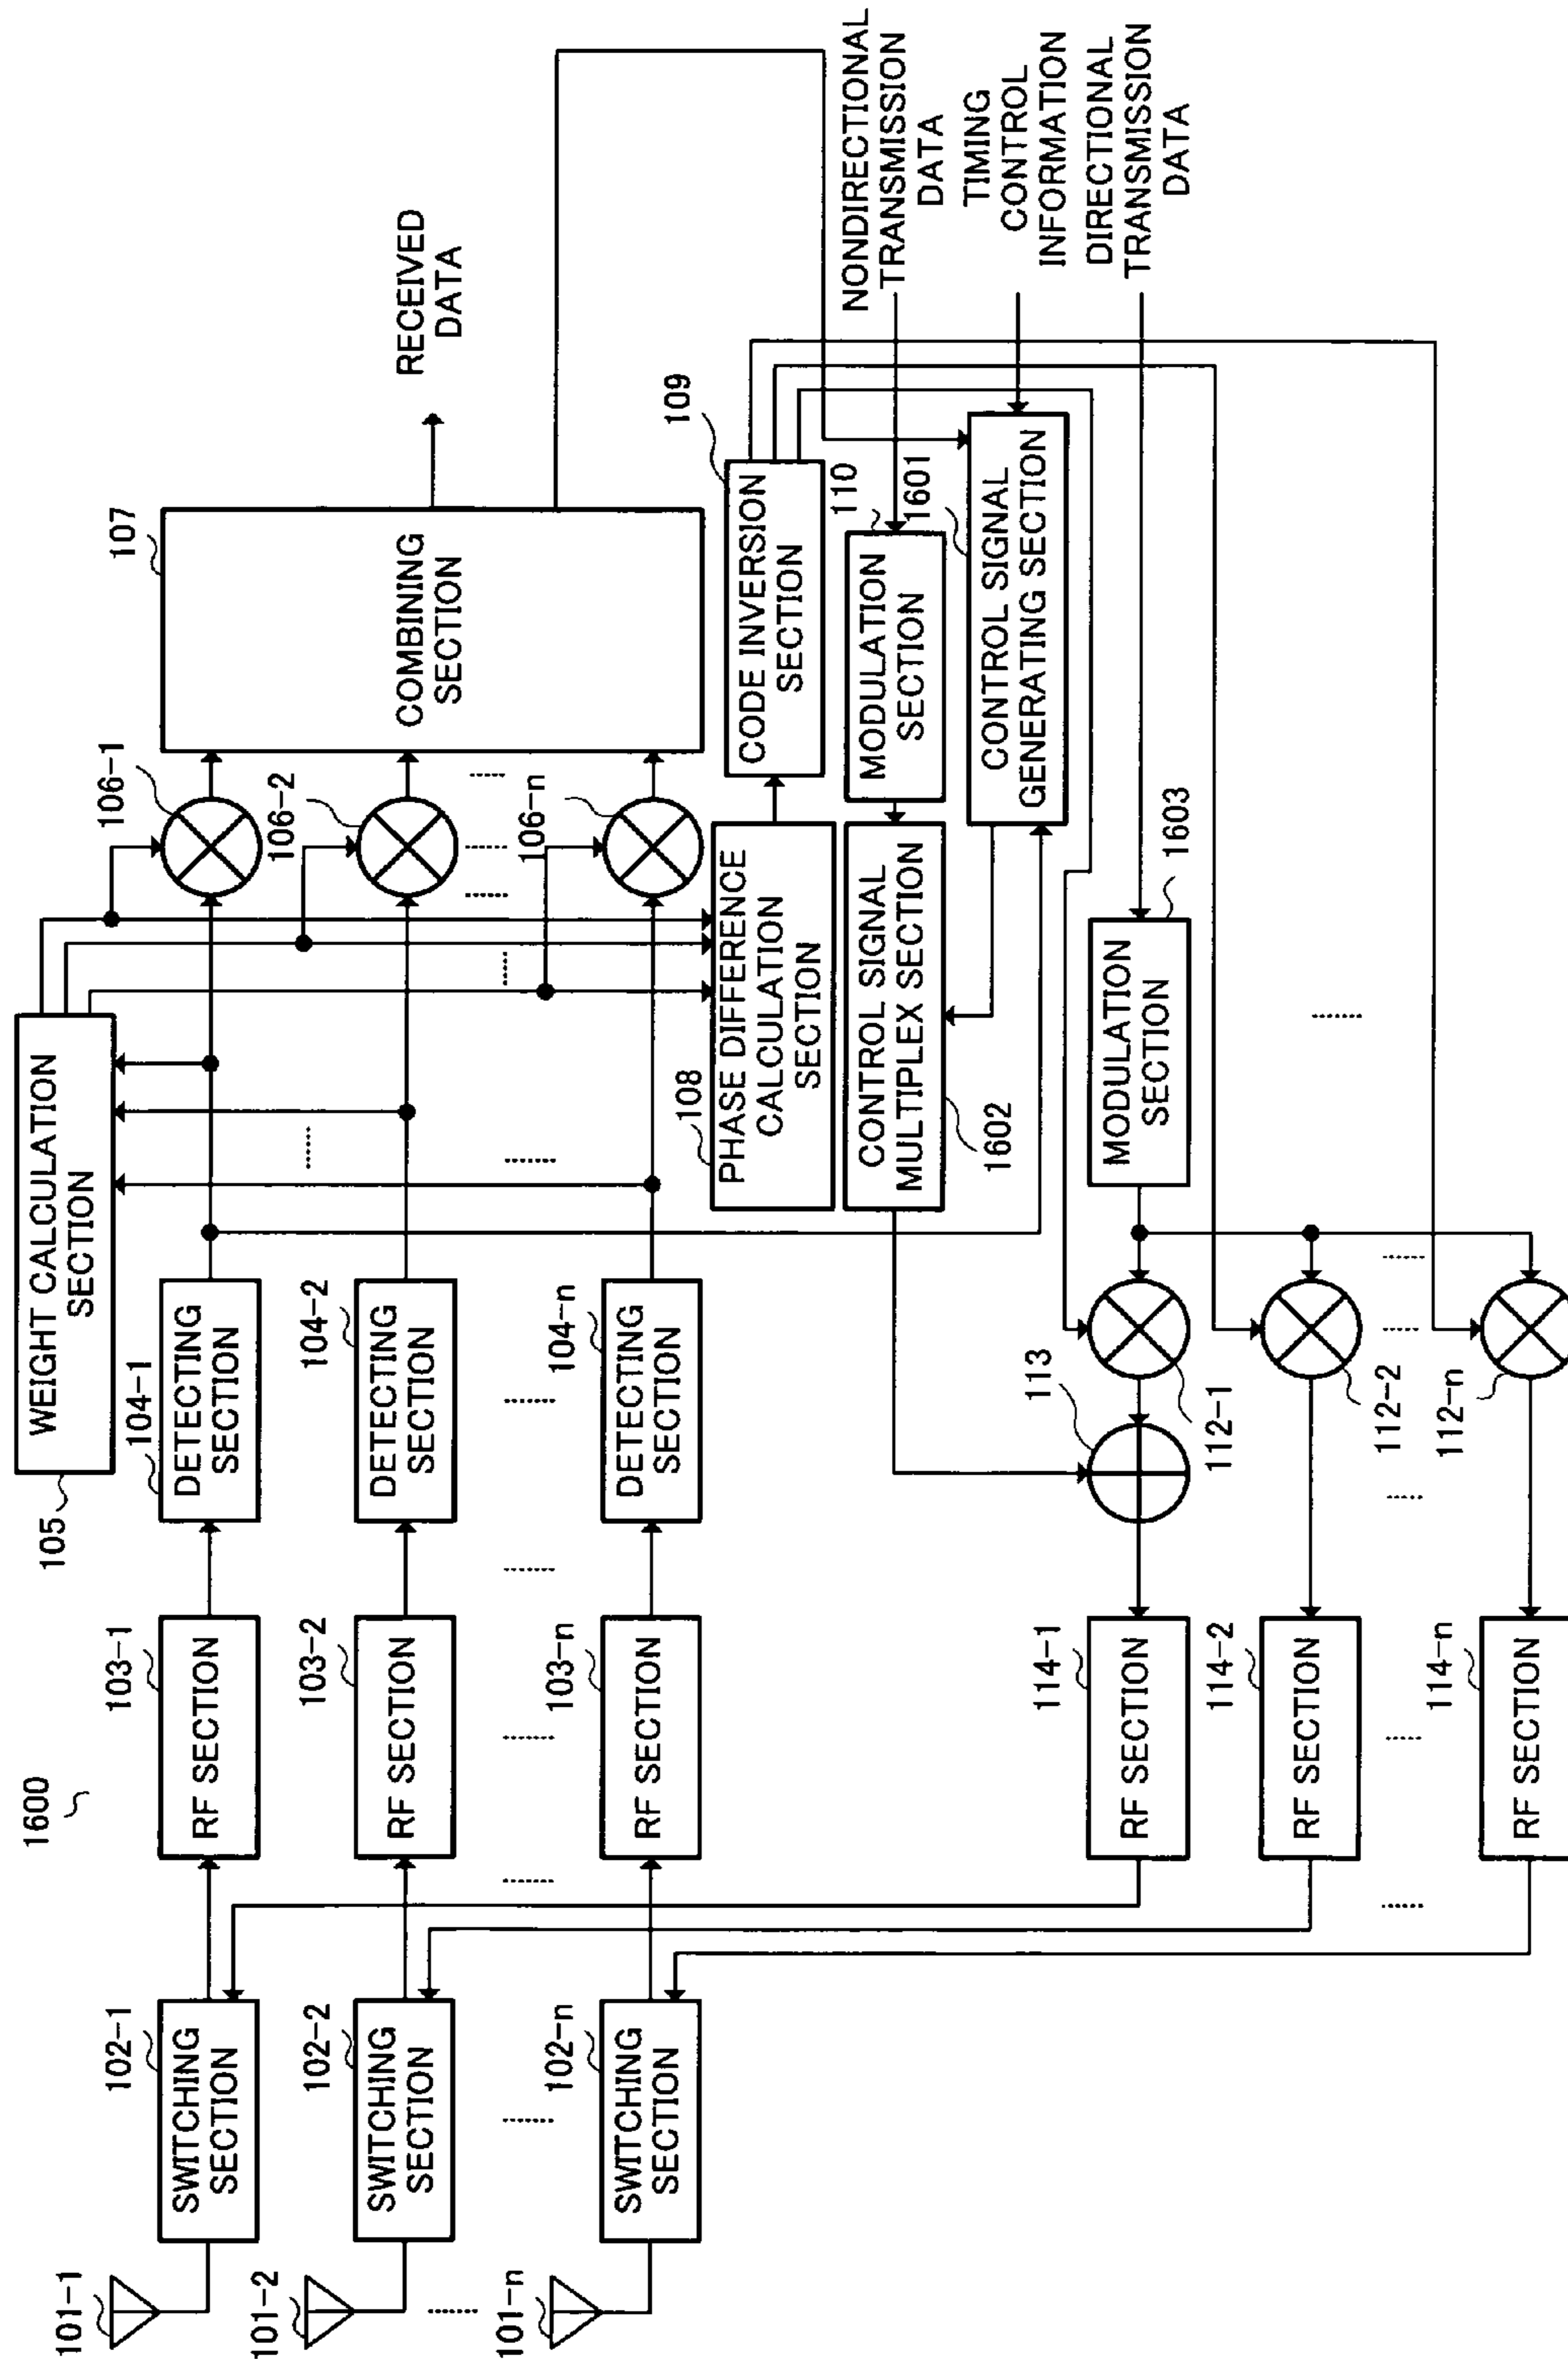 1600
101-1
101-2
101-n
102-1
SWITCHING
SECTION
102-2
SWITCHING
SECTION
102-n
SWITCHING
SECTION
103-1
RF SECTION
103-2
RF SECTION
103-n
RF SECTION
104-1
DETECTING
SECTION
104-2
DETECTING
SECTION
104-n
DETECTING
SECTION
105
WEIGHT CALCULATION
SECTION
106-1
106-2
106-n
107
COMBINING
SECTION
RECEIVED
DATA
108
PHASE DIFFERENCE
CALCULATION
SECTION
109
CODE INVERSION
SECTION
110
MODULATION
SECTION
1601
CONTROL SIGNAL
GENERATING SECTION
CONTROL SIGNAL
MULTIPLEX SECTION
1602
NONDIRECTIONAL
TRANSMISSION
DATA
TIMING
CONTROL
INFORMATION
DIRECTIONAL
TRANSMISSION
DATA
1603
MODULATION
SECTION
113
112-1
112-2
112-n
114-1
RF SECTION
114-2
RF SECTION
114-n
RF SECTION